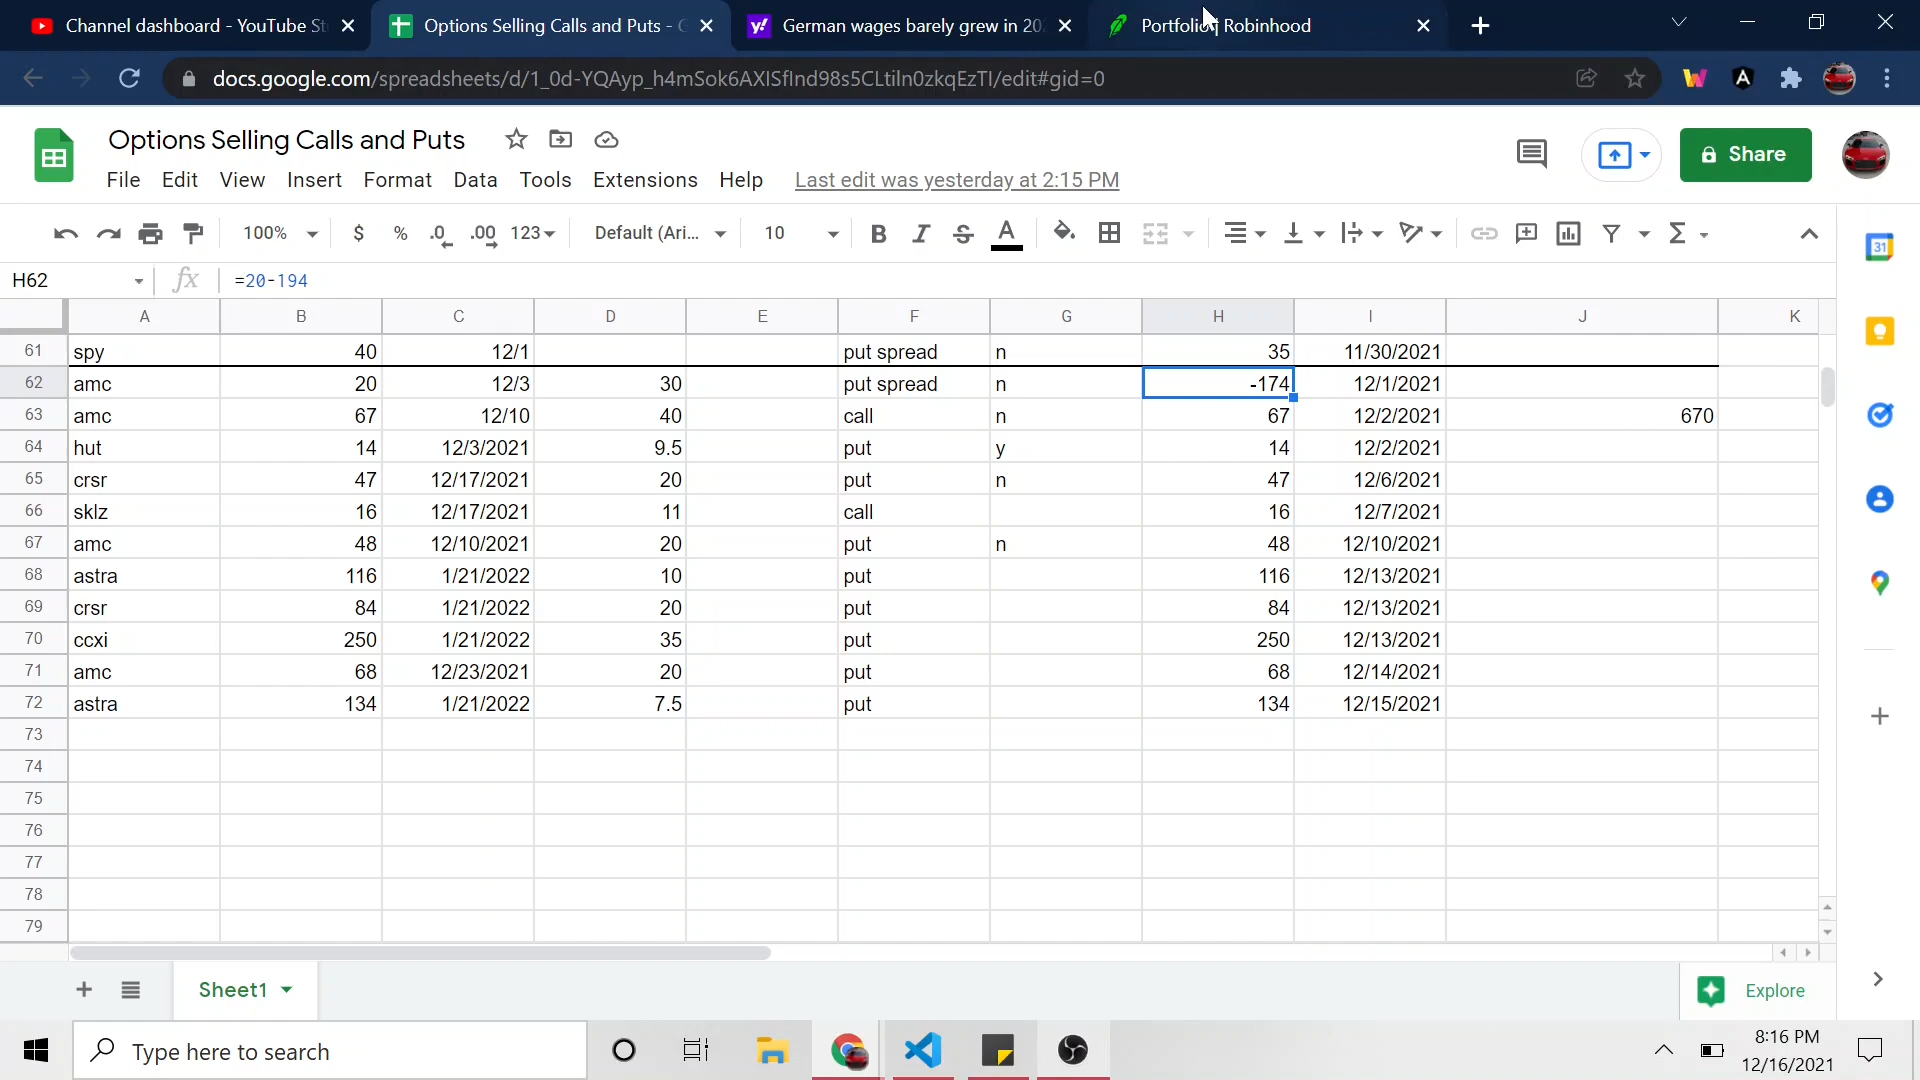 Channel dashboard - YouTube St
Options Selling Calls and Puts - G
German wages barely grew in 20
Portfolio | Robinhood
docs.google.com/spreadsheets/d/1_0d-YQAyp_h4mSok6AXISfInd98s5CLtiln0zkqEzTI/edit#gid=0
Options Selling Calls and Puts
Share
File Edit View Insert Format Data Tools Extensions Help Last edit was yesterday at 2:15 PM
100% $ % .0 .00 123 Default (Ari... 10 B I S A
H62 fx =20-194
A B C D E F G H I J K
61 spy 40 12/1 put spread n 35 11/30/2021
62 amc 20 12/3 30 put spread n -174 12/1/2021
63 amc 67 12/10 40 call n 67 12/2/2021 670
64 hut 14 12/3/2021 9.5 put y 14 12/2/2021
65 crsr 47 12/17/2021 20 put n 47 12/6/2021
66 sklz 16 12/17/2021 11 call 16 12/7/2021
67 amc 48 12/10/2021 20 put n 48 12/10/2021
68 astra 116 1/21/2022 10 put 116 12/13/2021
69 crsr 84 1/21/2022 20 put 84 12/13/2021
70 ccxi 250 1/21/2022 35 put 250 12/13/2021
71 amc 68 12/23/2021 20 put 68 12/14/2021
72 astra 134 1/21/2022 7.5 put 134 12/15/2021
73
74
75
76
77
78
79
Sheet1
Explore
Type here to search
8:16 PM
12/16/2021